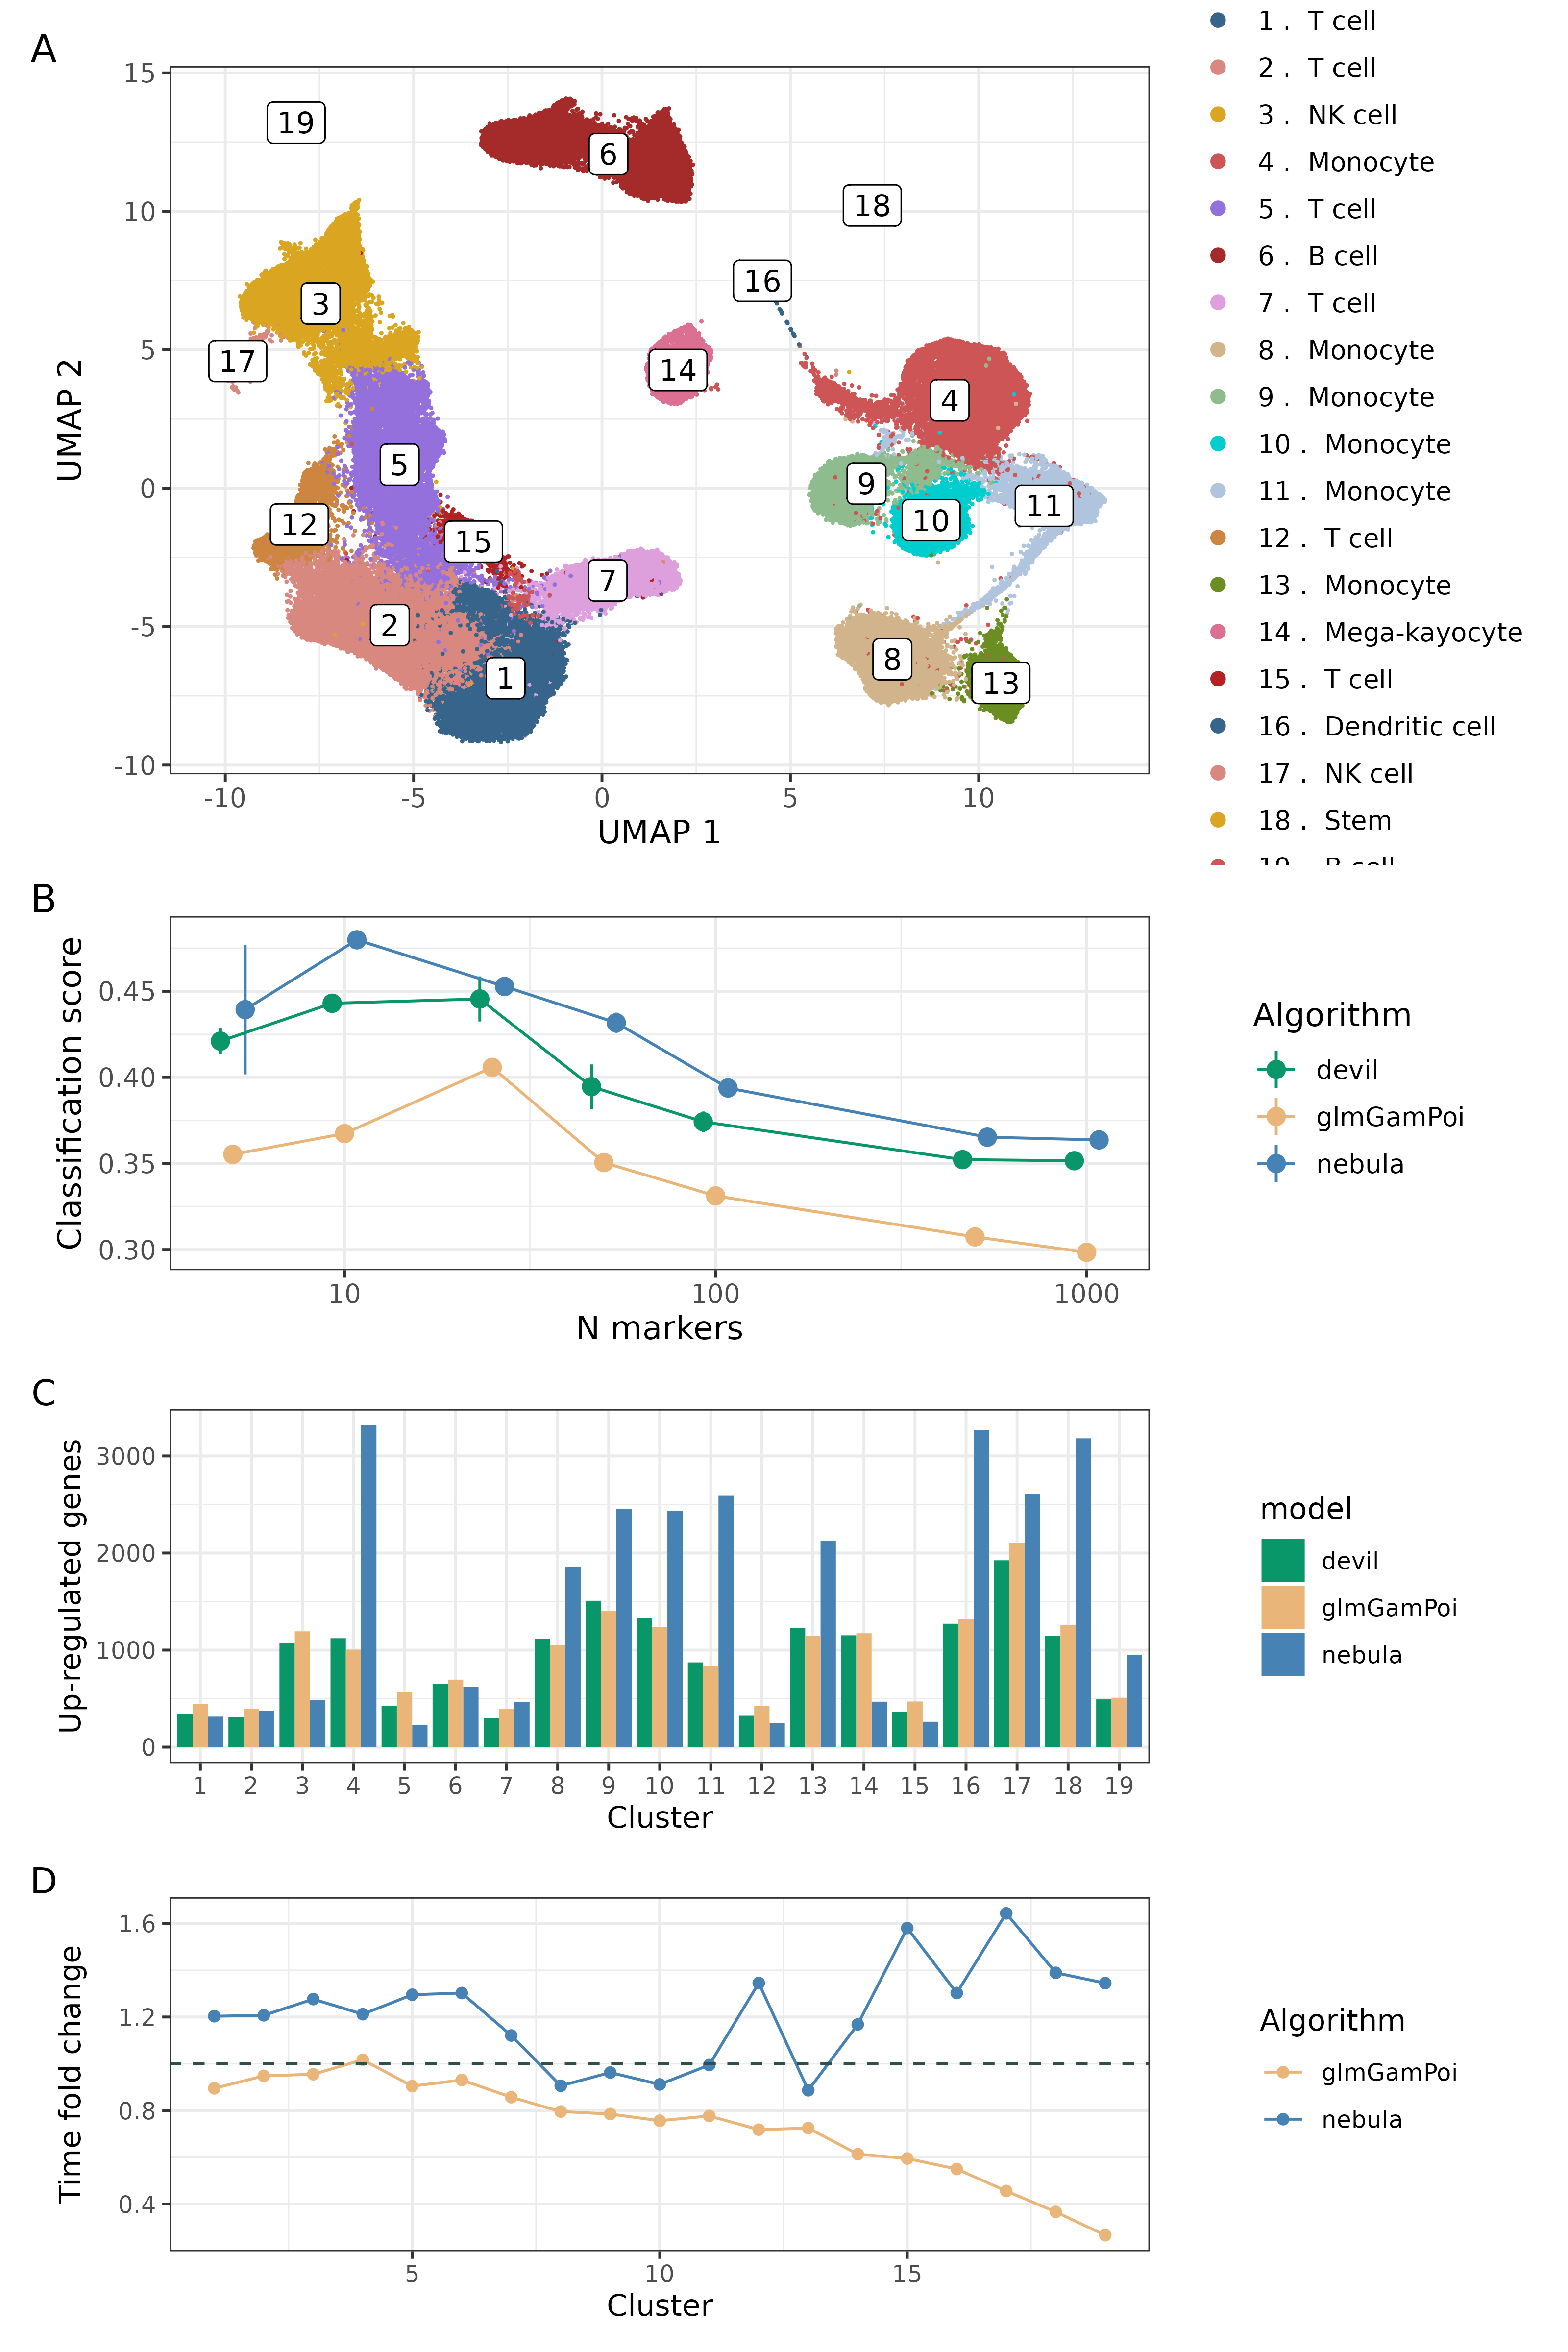 A
15
10
5
0
-5
-10
UMAP 2
19
6
18
16
3
17
14
4
5
9
11
10
12
15
7
2
8
1
13
-10
-5
0
5
10
UMAP 1
1 . T cell
2 . T cell
3 . NK cell
4 . Monocyte
5 . T cell
6 . B cell
7 . T cell
8 . Monocyte
9 . Monocyte
10 . Monocyte
11 . Monocyte
12 . T cell
13 . Monocyte
14 . Mega-kayocyte
15 . T cell
16 . Dendritic cell
17 . NK cell
18 . Stem
19 . B cell
B
Classification score
0.45
0.40
0.35
0.30
10
100
1000
N markers
Algorithm
devil
glmGamPoi
nebula
C
Up-regulated genes
3000
2000
1000
0
1 2 3 4 5 6 7 8 9 10 11 12 13 14 15 16 17 18 19
Cluster
model
devil
glmGamPoi
nebula
D
Time fold change
1.6
1.2
0.8
0.4
5
10
15
Cluster
Algorithm
glmGamPoi
nebula